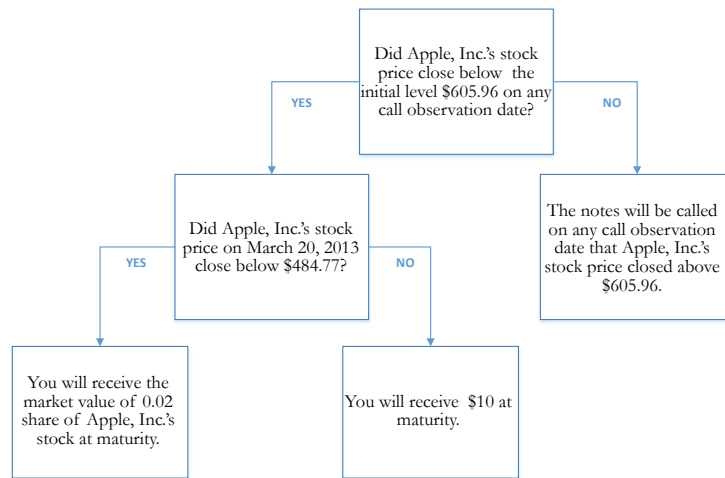 Did Apple, Inc.'s stock
price close below the
initial level $605.96 on any
call observation date?
YES
NO
Did Apple, Inc.'s stock
price on March 20, 2013
close below $484.77?
The notes will be called
on any call observation
date that Apple, Inc.'s
stock price closed above
$605.96.
YES
NO
You will receive the
market value of 0.02
share of Apple, Inc.'s
stock at maturity.
You will receive $10 at
maturity.